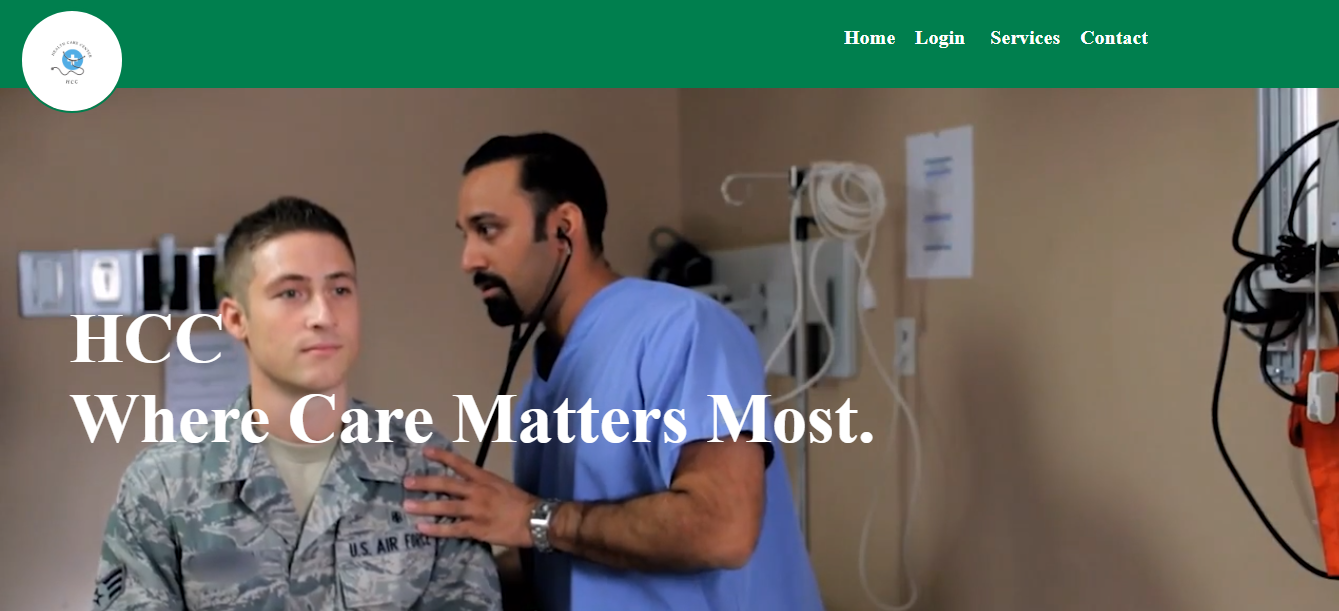 HEALTH CARE CENTER
HCC
Home Login Services Contact
HCC
Where Care Matters Most.
U.S. AIR FORCE